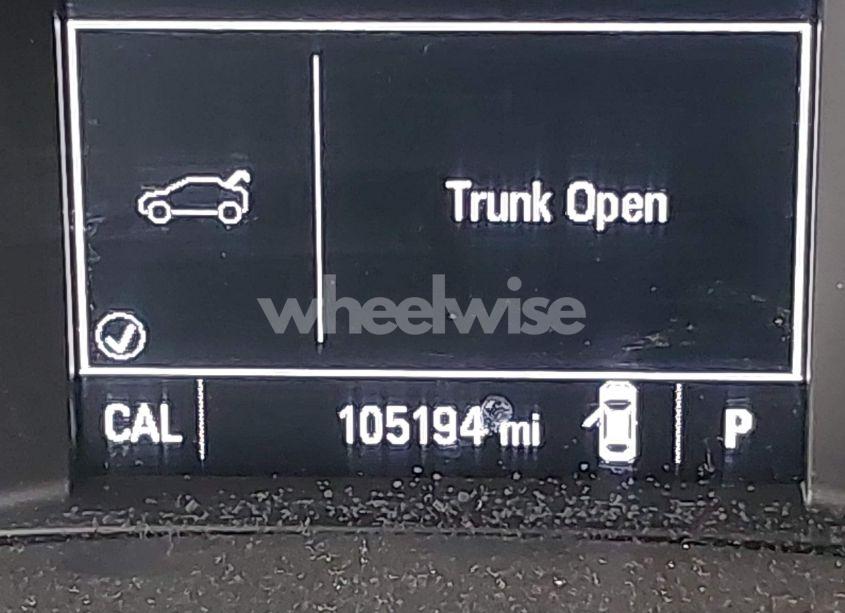 Trunk Open
wheelwise
CAL 105194 mi P